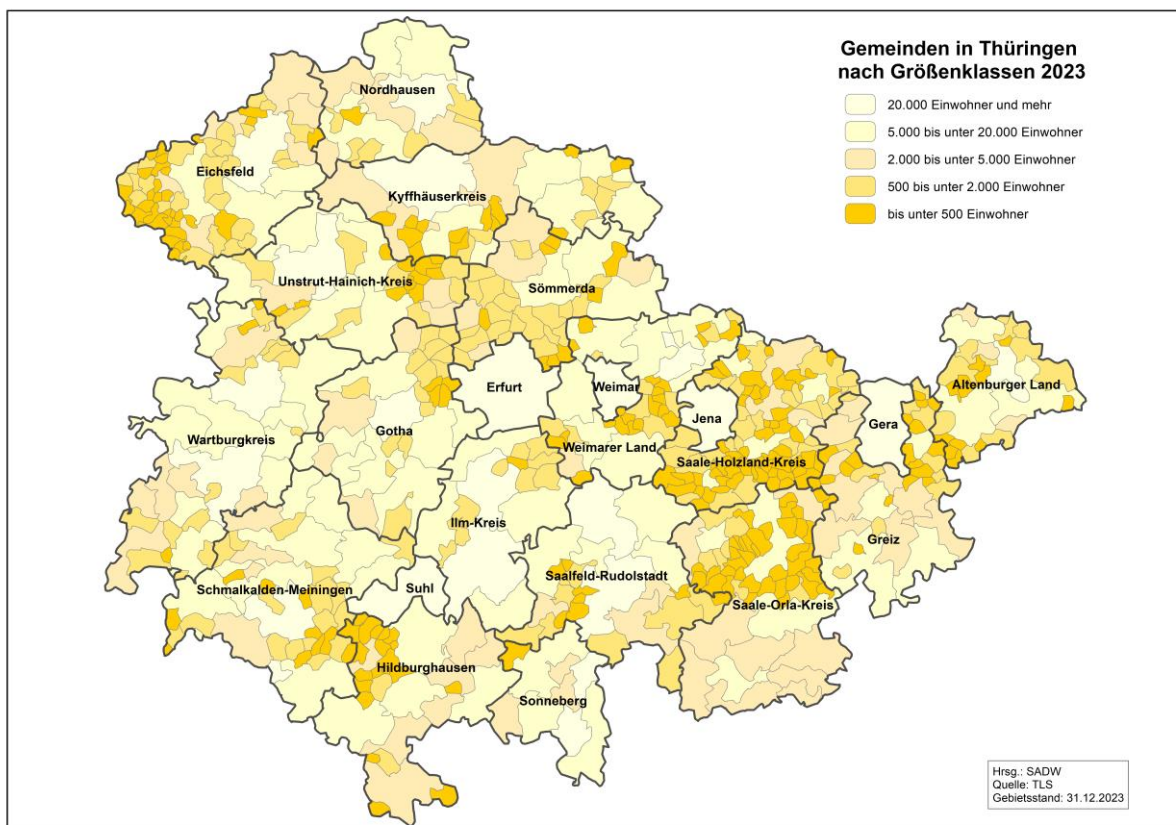 Gemeinden in Thüringen
nach Größenklassen 2023
20.000 Einwohner und mehr
5.000 bis unter 20.000 Einwohner
2.000 bis unter 5.000 Einwohner
500 bis unter 2.000 Einwohner
bis unter 500 Einwohner
Nordhausen
Eichsfeld
Kyffhäuserkreis
Unstrut-Hainich-Kreis
Sömmerda
Erfurt
Weimar
Jena
Gera
Altenburger Land
Wartburgkreis
Gotha
Weimarer Land
Saale-Holzland-Kreis
Ilm-Kreis
Greiz
Schmalkalden-Meiningen
Suhl
Saalfeld-Rudolstadt
Saale-Orla-Kreis
Hildburghausen
Sonneberg
Hrsg.: SADW
Quelle: TLS
Gebietsstand: 31.12.2023